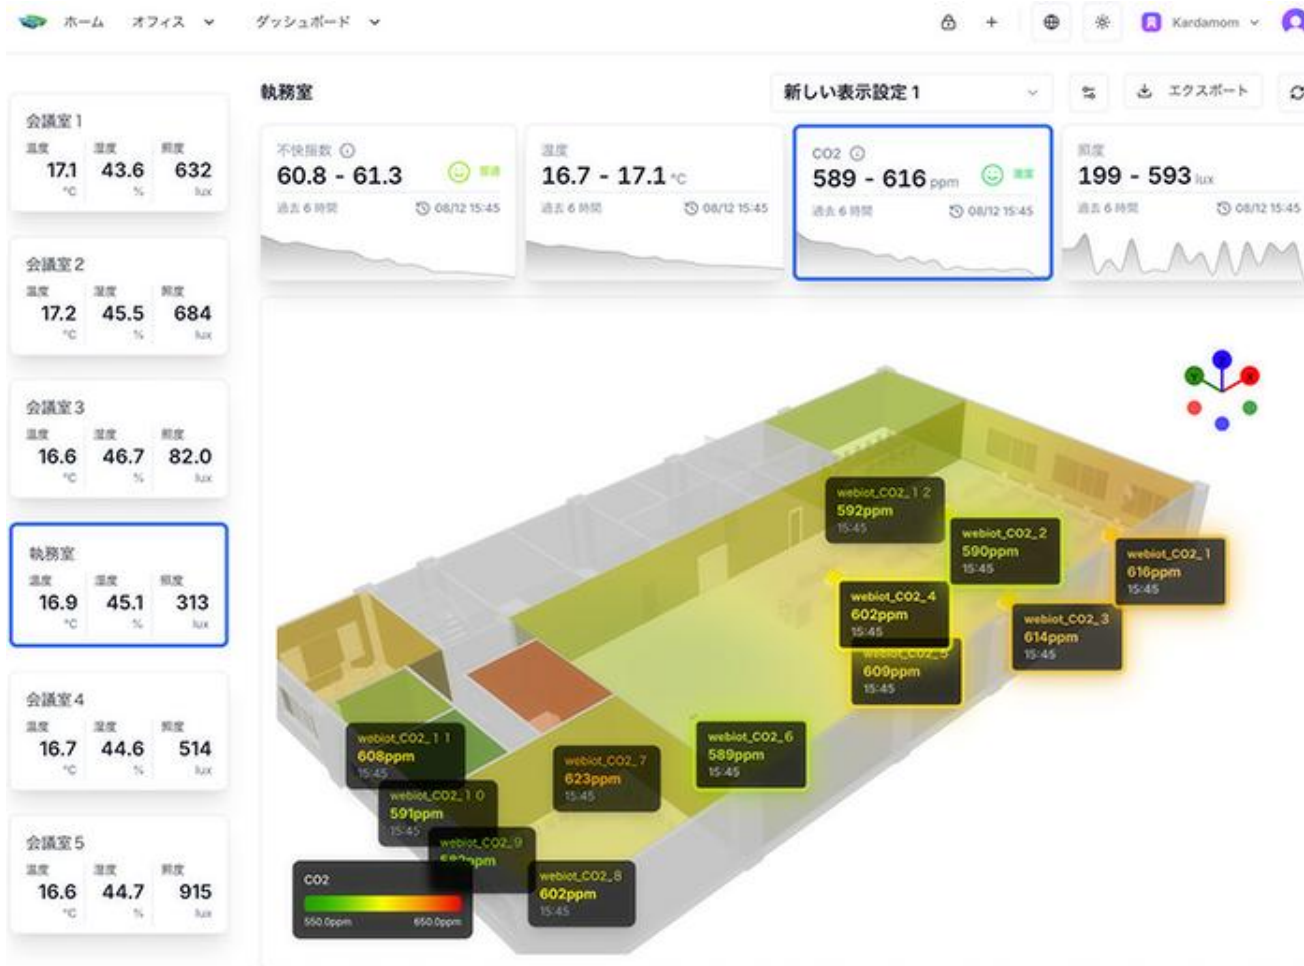 ホーム
オフィス
ダッシュボード
Kardamom
会議室1
温度 湿度 照度
17.1 43.6 632
°C % lux
会議室2
温度 湿度 照度
17.2 45.5 684
°C % lux
会議室3
温度 湿度 照度
16.6 46.7 82.0
°C % lux
執務室
温度 湿度 照度
16.9 45.1 313
°C % lux
会議室4
温度 湿度 照度
16.7 44.6 514
°C % lux
会議室5
温度 湿度 照度
16.6 44.7 915
°C % lux
執務室
新しい表示設定1
エクスポート
不快指数
60.8 - 61.3
過去6時間 08/12 15:45
温度
16.7 - 17.1 °C
過去6時間 08/12 15:45
CO2
589 - 616 ppm
過去6時間 08/12 15:45
照度
199 - 593 lux
過去6時間 08/12 15:45
webiot_CO2_12
592ppm
15:45
webiot_CO2_2
590ppm
15:45
webiot_CO2_1
616ppm
15:45
webiot_CO2_4
602ppm
15:45
webiot_CO2_3
614ppm
15:45
webiot_CO2_5
609ppm
15:45
webiot_CO2_6
589ppm
15:45
webiot_CO2_11
608ppm
15:45
webiot_CO2_7
623ppm
15:45
webiot_CO2_10
591ppm
15:45
webiot_CO2_9
webiot_CO2_8
602ppm
15:45
CO2
550.0ppm 650.0ppm